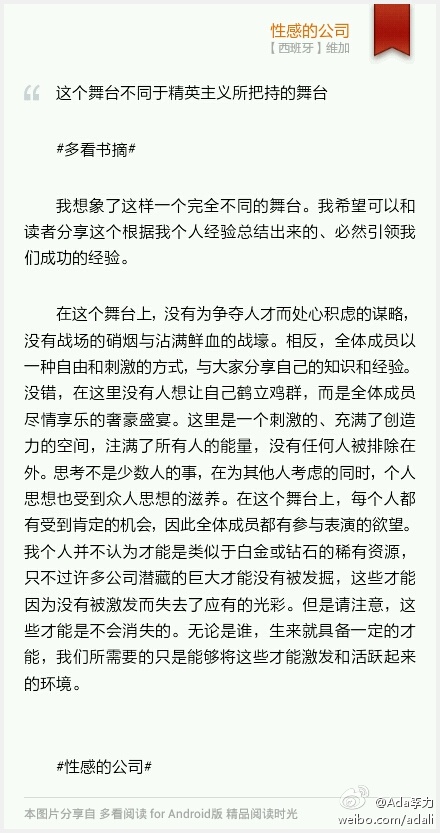 性感的公司
【西班牙】维加
“ 这个舞台不同于精英主义所把持的舞台
#多看书摘#
我想象了这样一个完全不同的舞台。我希望可以和
读者分享这个根据我个人经验总结出来的、必然引领我
们成功的经验。
在这个舞台上，没有为争夺人才而处心积虑的谋略，
没有战场的硝烟与沾满鲜血的战壕。相反，全体成员以
一种自由和刺激的方式，与大家分享自己的知识和经验。
没错，在这里没有人想让自己鹤立鸡群，而是全体成员
尽情享乐的奢豪盛宴。这里是一个刺激的、充满了创造
力的空间，注满了所有人的能量，没有任何人被排除在
外。思考不是少数人的事，在为其他人考虑的同时，个人
思想也受到众人思想的滋养。在这个舞台上，每个人都
有受到肯定的机会，因此全体成员都有参与表演的欲望。
我个人并不认为才能是类似于白金或钻石的稀有资源，
只不过许多公司潜藏的巨大才能没有被发掘，这些才能
因为没有被激发而失去了应有的光彩。但是请注意，这
些才能是不会消失的。无论是谁，生来就具备一定的才
能，我们所需要的只是能够将这些才能激发和活跃起来
的环境。
#性感的公司#
@Ada李力
weibo.com/adali
本图片分享自 多看阅读 for Android版 精品阅读时光